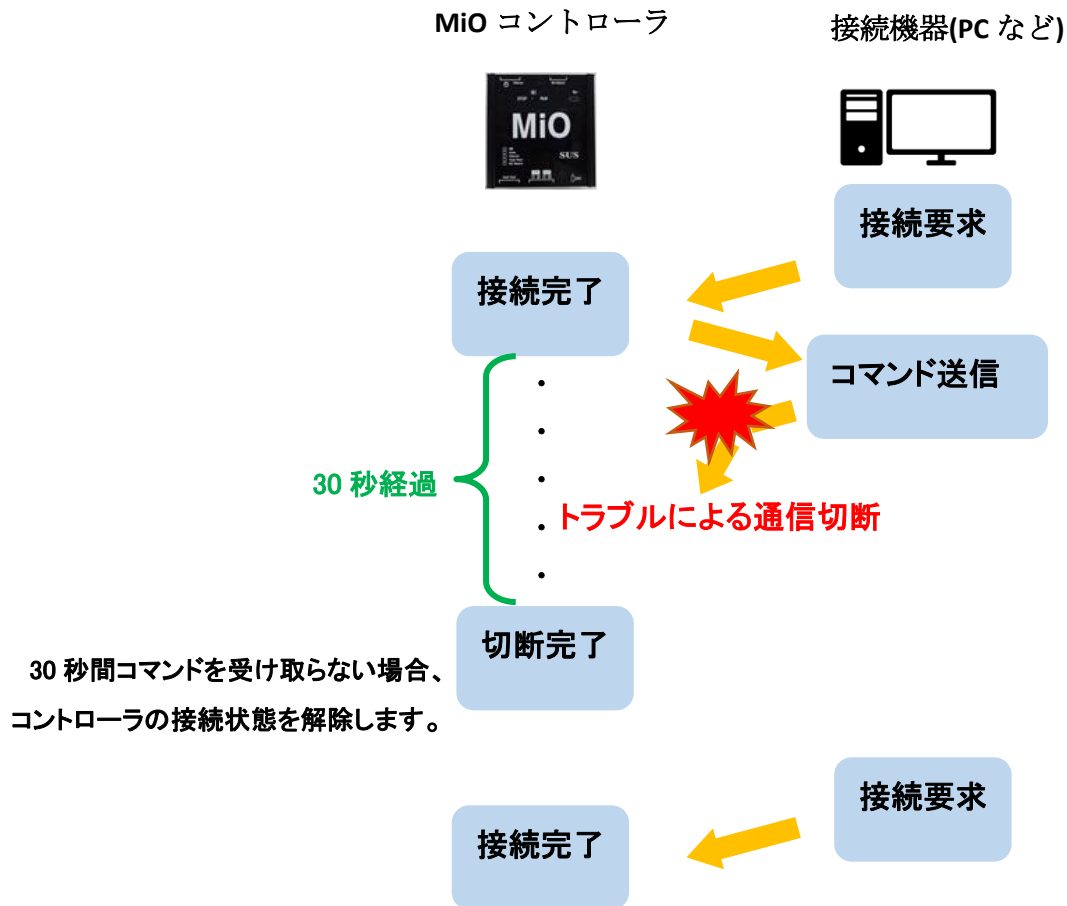 MiO コントローラ
接続機器(PC など)
MiO
SUS
接続要求
接続完了
コマンド送信
30 秒経過
トラブルによる通信切断
切断完了
30 秒間コマンドを受け取らない場合、
コントローラの接続状態を解除します。
接続要求
接続完了